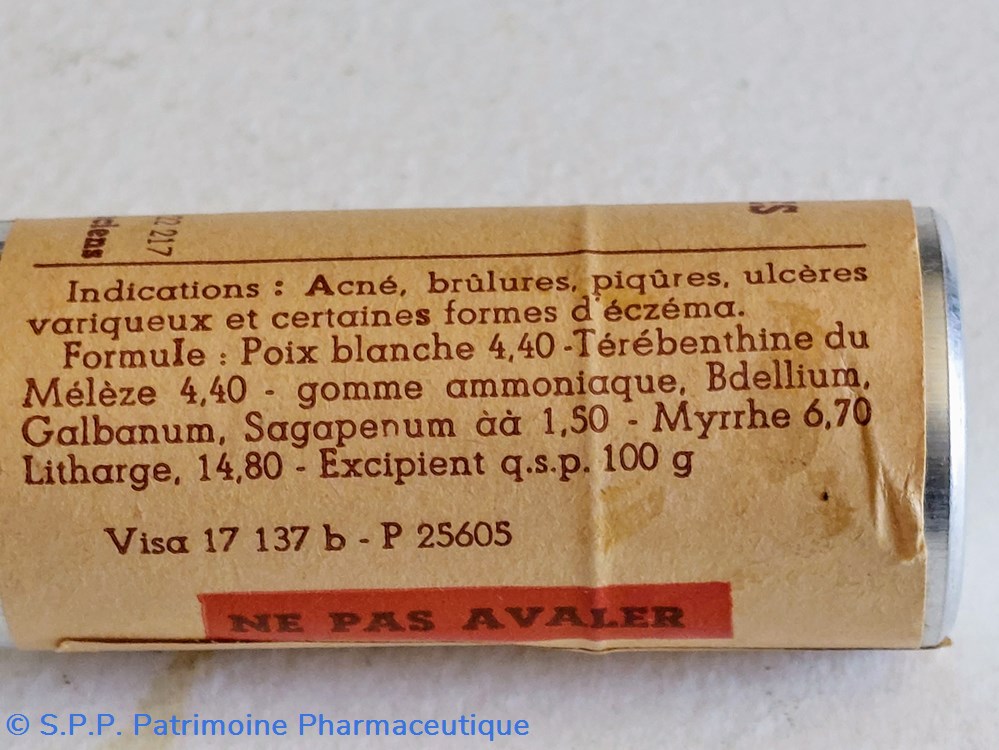 22 217
Indications : Acné, brûlures, piqûres, ulcères
variqueux et certaines formes d'éczéma.
Formule : Poix blanche 4,40 - Térébenthine du
Mélèze 4,40 - gomme ammoniaque, Bdellium,
Galbanum, Sagapenum àà 1,50 - Myrrhe 6,70
Litharge, 14,80 - Excipient q.s.p. 100 g
Visa 17 137 b - P 25605
NE PAS AVALER
© S.P.P. Patrimoine Pharmaceutique